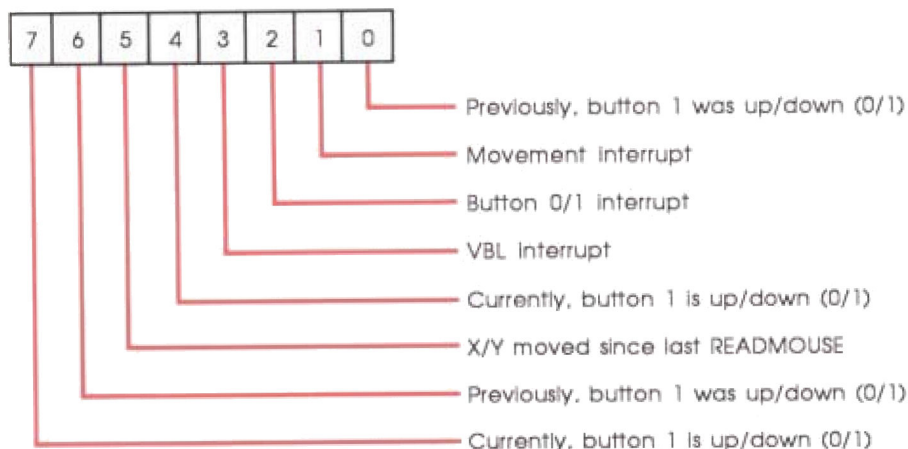 7 6 5 4 3 2 1 0
Previously, button 1 was up/down (0/1)
Movement interrupt
Button 0/1 interrupt
VBL interrupt
Currently, button 1 is up/down (0/1)
X/Y moved since last READMOUSE
Previously, button 1 was up/down (0/1)
Currently, button 1 is up/down (0/1)